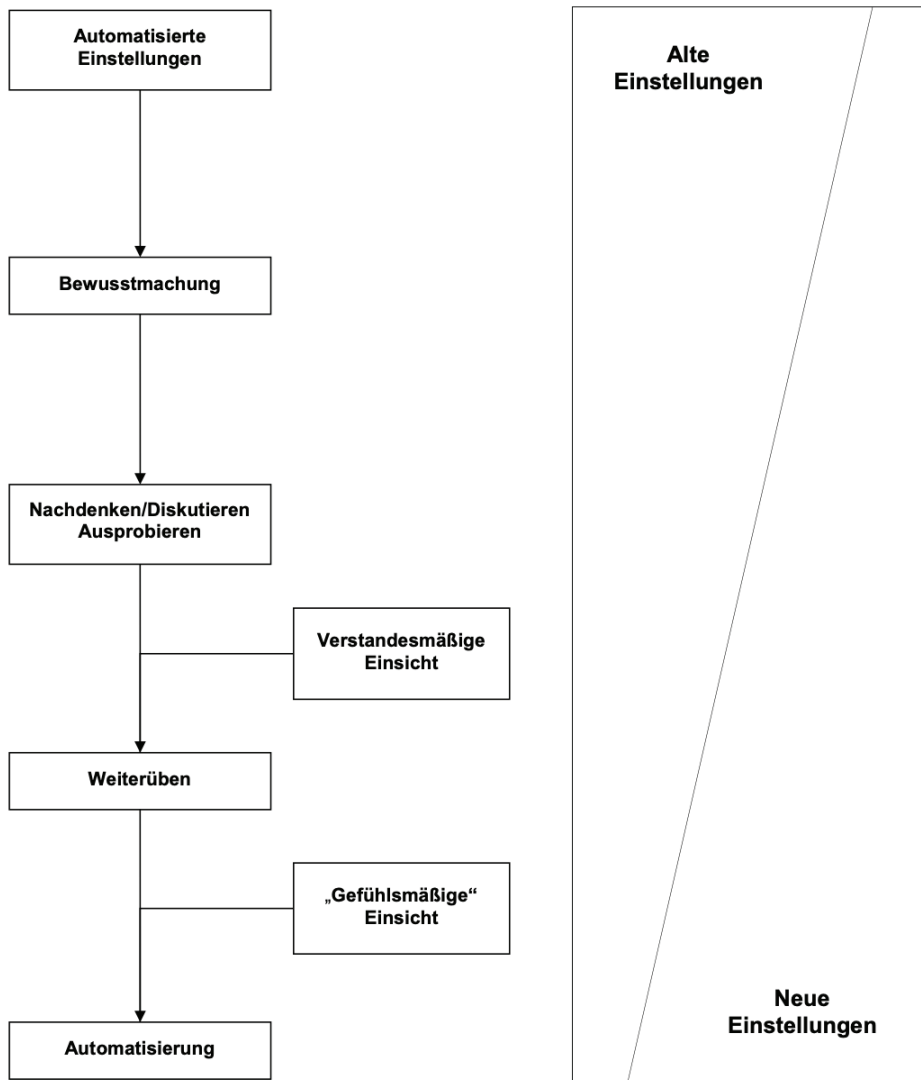 Automatisierte
Einstellungen
Alte
Einstellungen
Bewusstmachung
Nachdenken/Diskutieren
Ausprobieren
Verstandesmäßige
Einsicht
Weiterüben
„Gefühlsmäßige“
Einsicht
Neue
Einstellungen
Automatisierung